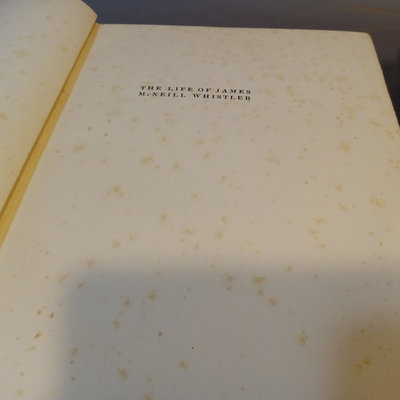 THE LIFE OF JAMES
McNEILL WHISTLER